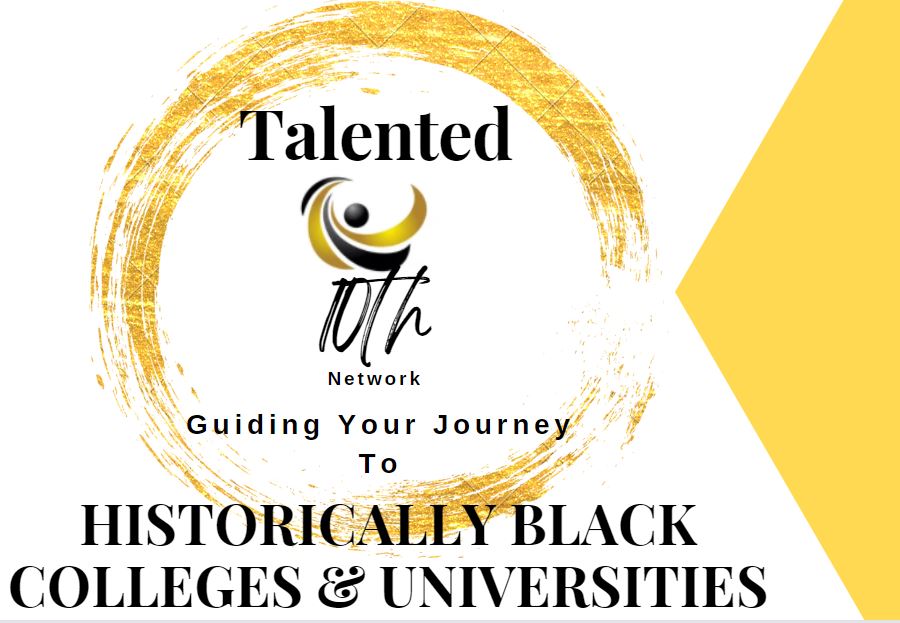 Talented
10th
Network
Guiding Your Journey
To
HISTORICALLY BLACK
COLLEGES & UNIVERSITIES